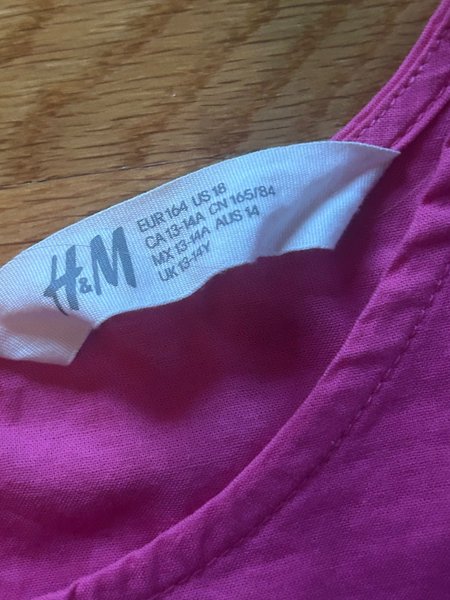 H&M
EUR 164 US 18
CA 13-14A CN 165/84
MX 13-14A AUS 14
UK 13-14Y